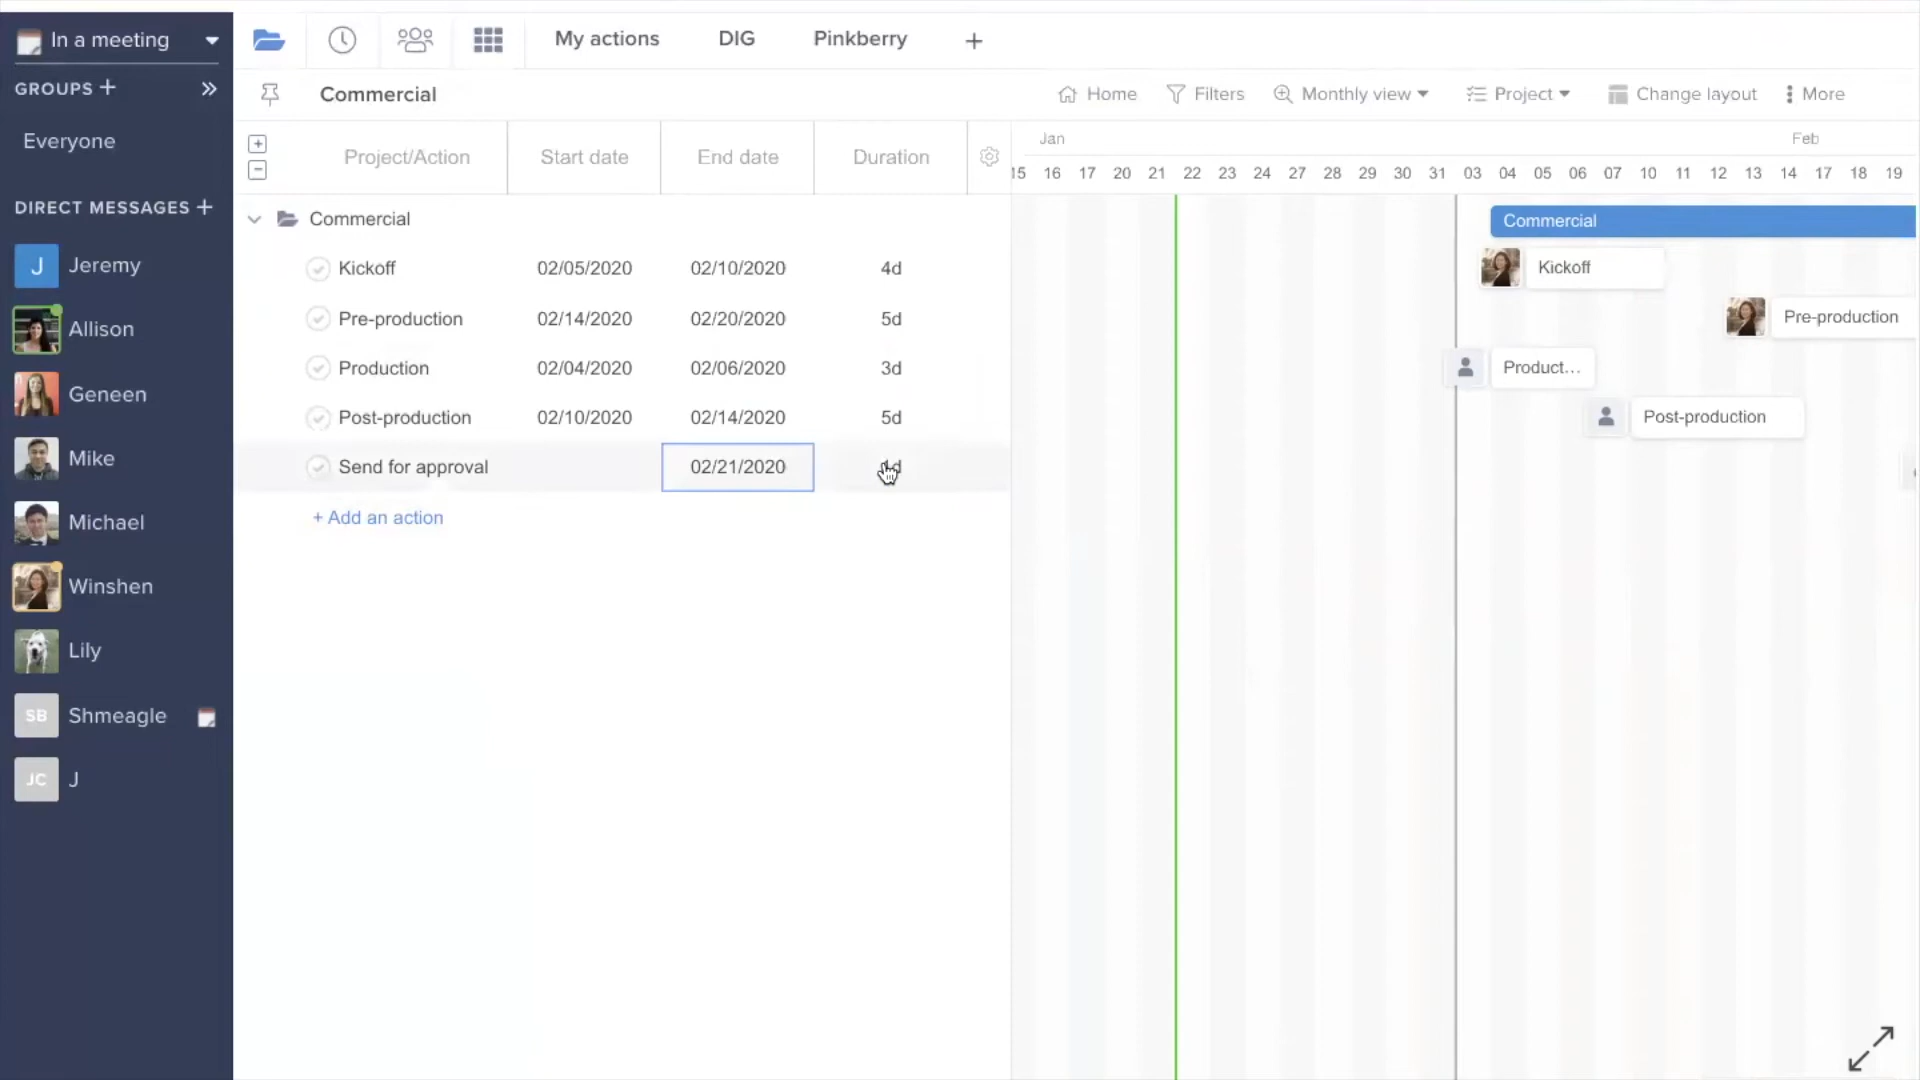 In a meeting
My actions DIG Pinkberry +
GROUPS +
Everyone
DIRECT MESSAGES +
J Jeremy
Allison
Geneen
Mike
Michael
Winshen
Lily
SB Shmeagle
JC J
Commercial Home Filters Monthly view Project Change layout More
Project/Action Start date End date Duration
Jan Feb
15 16 17 20 21 22 23 24 27 28 29 30 31 03 04 05 06 07 10 11 12 13 14 17 18 19
Commercial
Kickoff 02/05/2020 02/10/2020 4d
Pre-production 02/14/2020 02/20/2020 5d
Production 02/04/2020 02/06/2020 3d
Post-production 02/10/2020 02/14/2020 5d
Send for approval 02/21/2020
+ Add an action
Commercial
Kickoff
Pre-production
Product...
Post-production